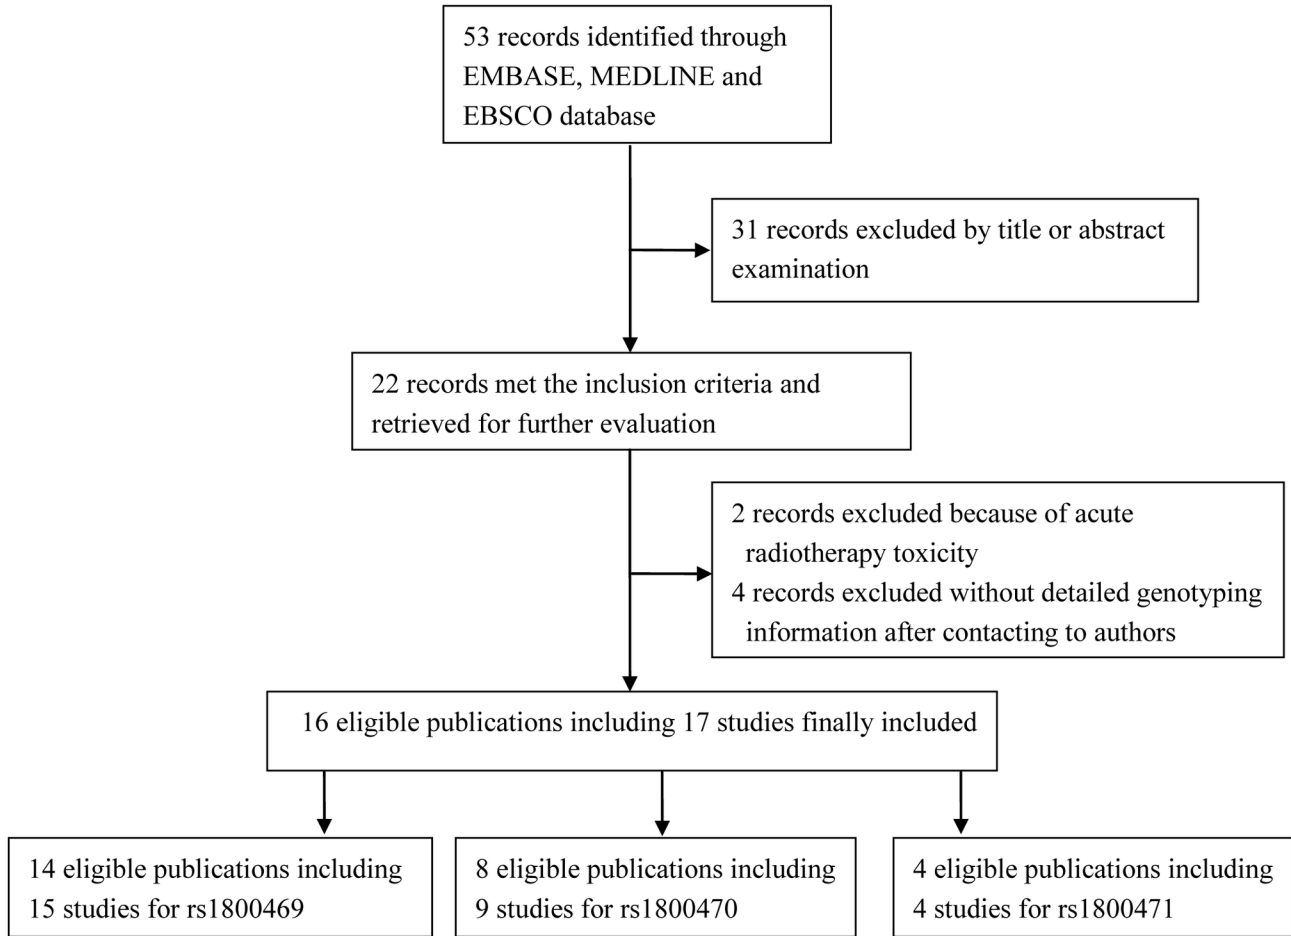 53 records identified through
EMBASE, MEDLINE and
EBSCO database
31 records excluded by title or abstract
examination
22 records met the inclusion criteria and
retrieved for further evaluation
2 records excluded because of acute
radiotherapy toxicity
4 records excluded without detailed genotyping
information after contacting to authors
16 eligible publications including 17 studies finally included
14 eligible publications including
15 studies for rs1800469
8 eligible publications including
9 studies for rs1800470
4 eligible publications including
4 studies for rs1800471